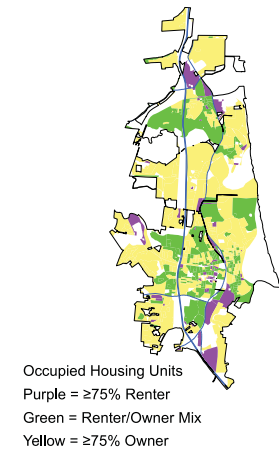 Occupied Housing Units
Purple = ≥75% Renter
Green = Renter/Owner Mix
Yellow = ≥75% Owner